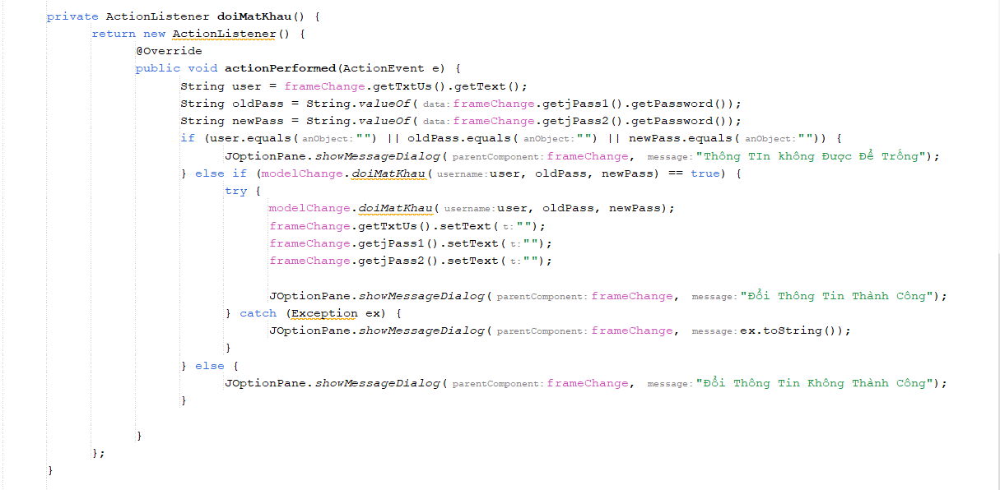 private ActionListener doiMatKhau() {
return new ActionListener() {
@Override
public void actionPerformed(ActionEvent e) {
String user = frameChange.getTxtUs().getText();
String oldPass = String.valueOf( data:frameChange.getjPass1().getPassword());
String newPass = String.valueOf( data:frameChange.getjPass2().getPassword());
if (user.equals( anObject:"") || oldPass.equals( anObject:"") || newPass.equals( anObject:"")) {
JOptionPane.showMessageDialog( parentComponent:frameChange, message:"Thông TIn không Được Để Trống");
} else if (modelChange.doiMatKhau( username:user, oldPass, newPass) == true) {
try {
modelChange.doiMatKhau( username:user, oldPass, newPass);
frameChange.getTxtUs().setText( t:"");
frameChange.getjPass1().setText( t:"");
frameChange.getjPass2().setText( t:"");
JOptionPane.showMessageDialog( parentComponent:frameChange, message:"Đổi Thông Tin Thành Công");
} catch (Exception ex) {
JOptionPane.showMessageDialog( parentComponent:frameChange, message:ex.toString());
}
} else {
JOptionPane.showMessageDialog( parentComponent:frameChange, message:"Đổi Thông Tin Không Thành Công");
}
}
};
}